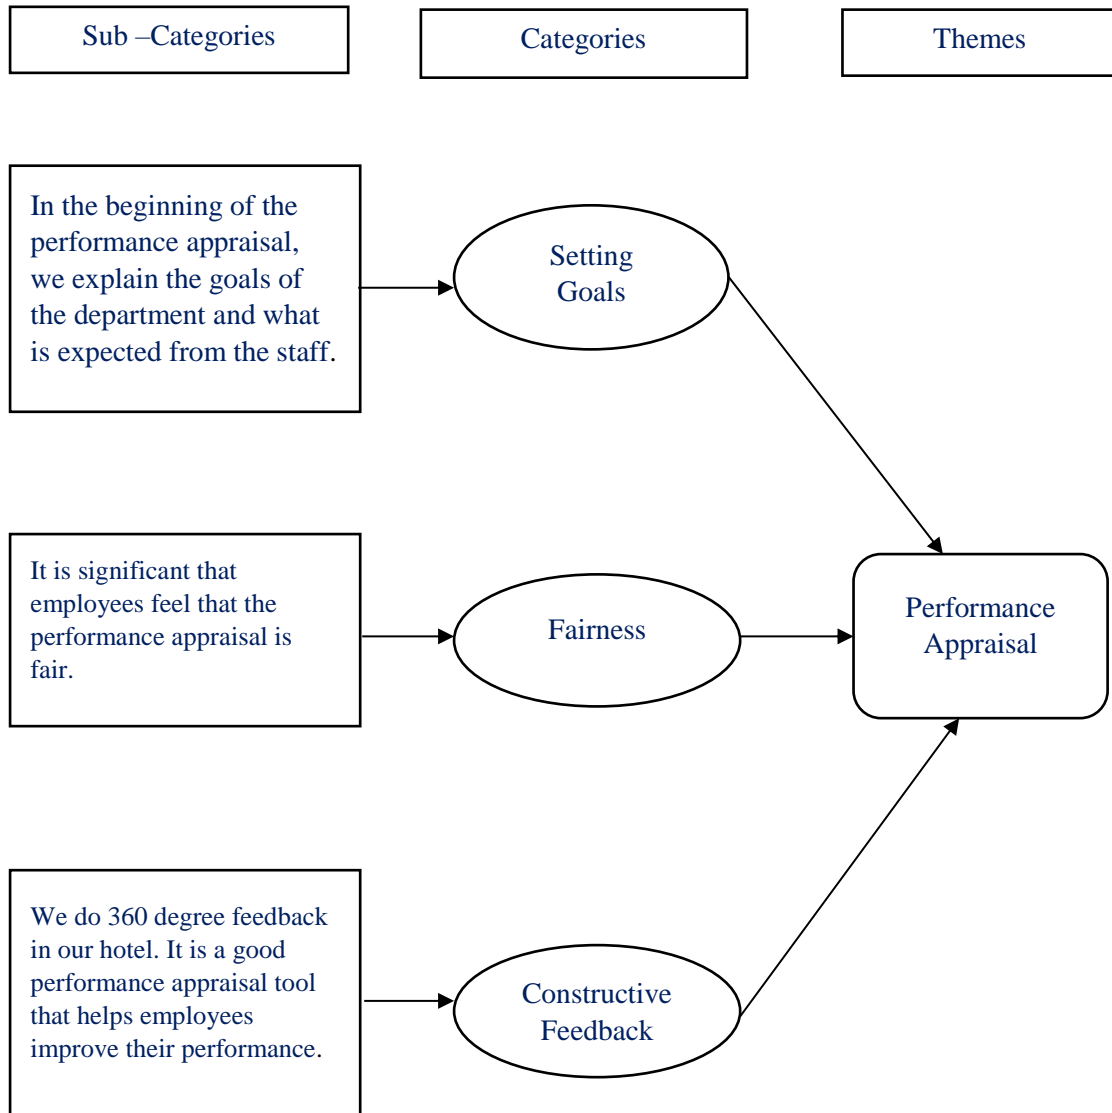 Sub –Categories
Categories
Themes
In the beginning of the
performance appraisal,
we explain the goals of
the department and what
is expected from the staff.
Setting
Goals
It is significant that
employees feel that the
performance appraisal is
fair.
Fairness
Performance
Appraisal
We do 360 degree feedback
in our hotel. It is a good
performance appraisal tool
that helps employees
improve their performance.
Constructive
Feedback